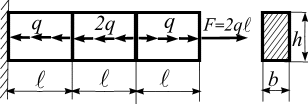 q 2q q F=2qℓ h
ℓ ℓ ℓ b